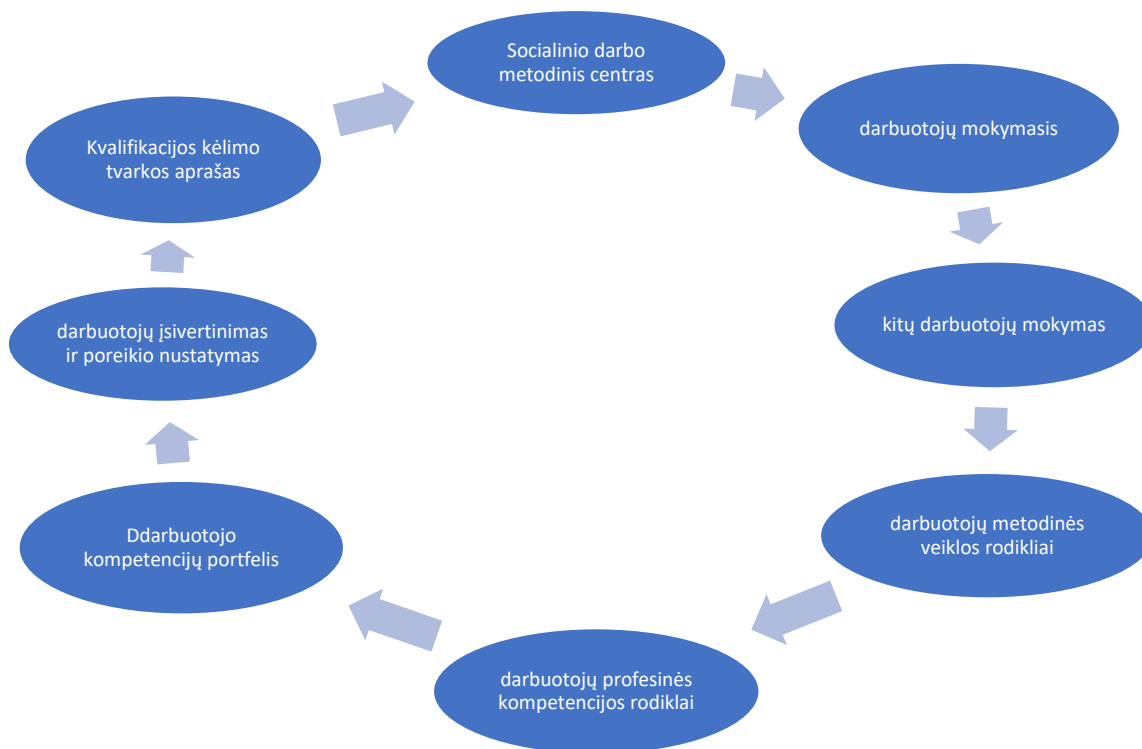 Socialinio darbo
metodinis centras
darbuotojų mokymasis
kitų darbuotojų mokymas
darbuotojų metodinės
veiklos rodikliai
darbuotojų profesinės
kompetencijos rodiklai
Ddarbuotojo
kompetencijų portfelis
darbuotojų įsivertinimas
ir poreikio nustatymas
Kvalifikacijos kėlimo
tvarkos aprašas